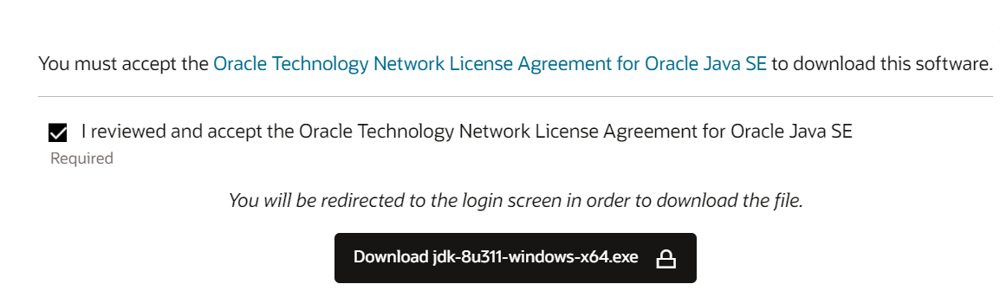 You must accept the Oracle Technology Network License Agreement for Oracle Java SE to download this software.
I reviewed and accept the Oracle Technology Network License Agreement for Oracle Java SE
Required
You will be redirected to the login screen in order to download the file.
Download jdk-8u311-windows-x64.exe